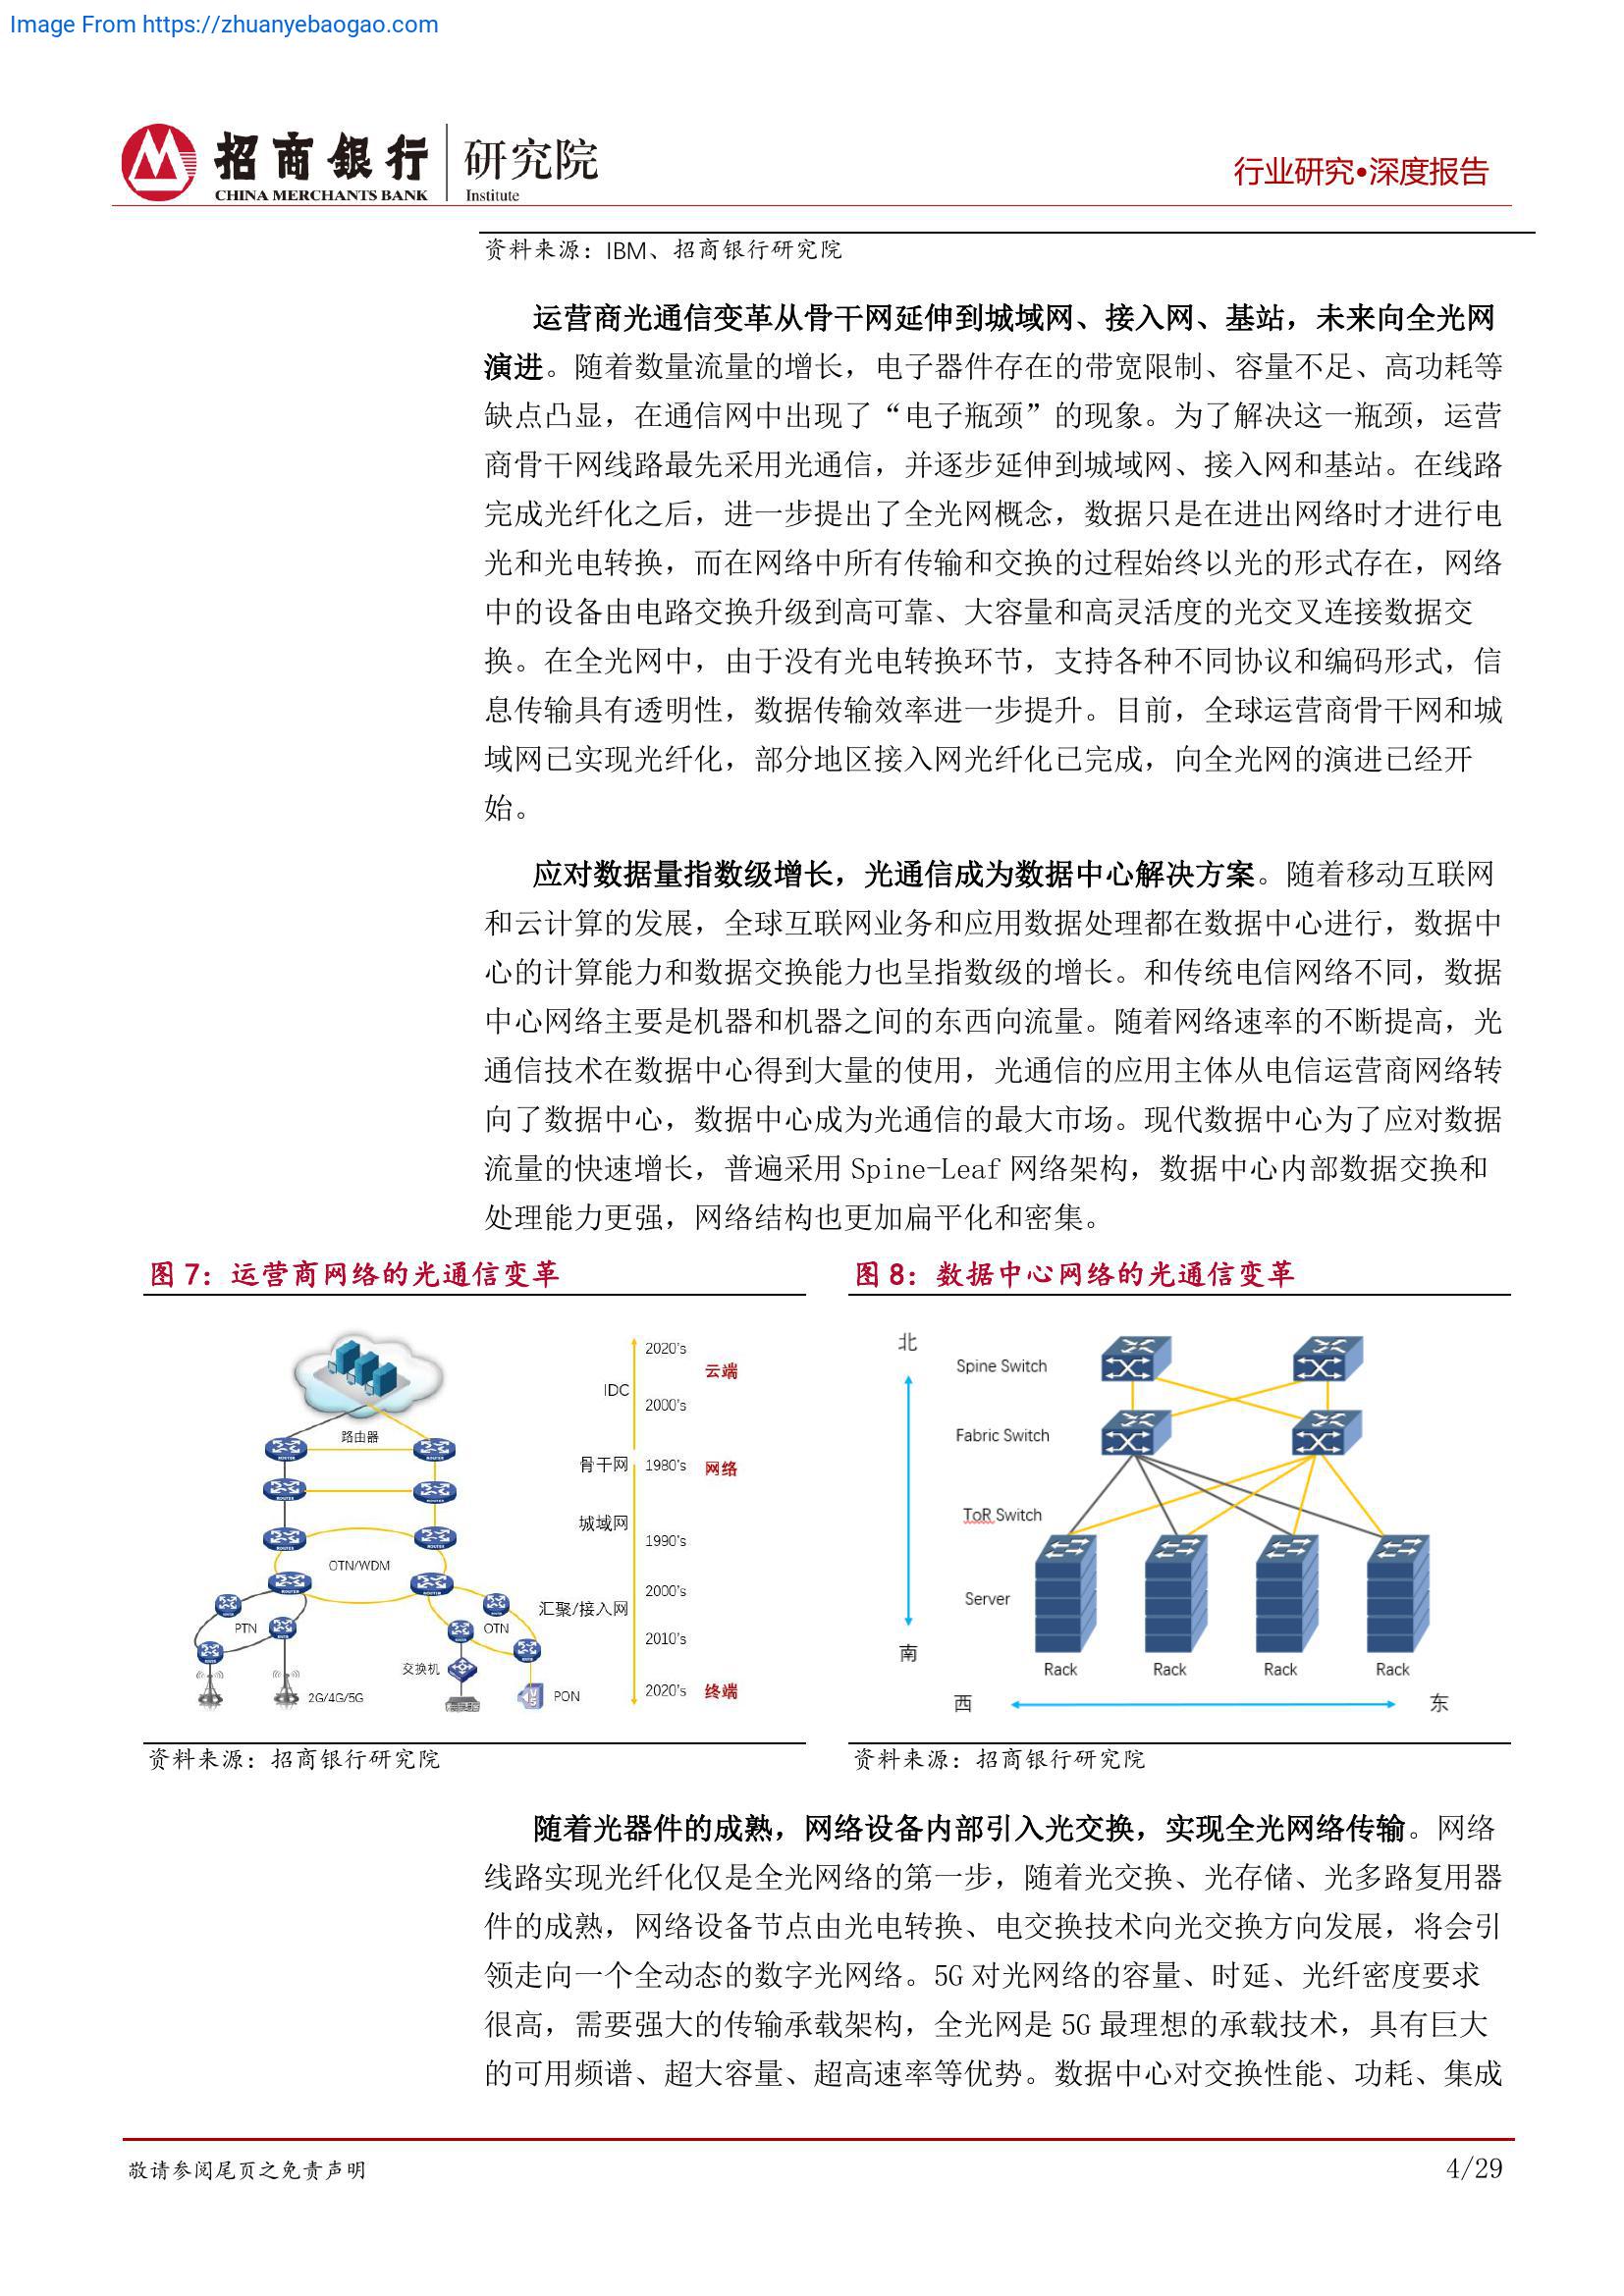 Image From https://zhuanyebaogao.com
招商銀行 研究院
CHINA MERCHANTS BANK Institute
行业研究•深度报告
资料来源：IBM、招商银行研究院
运营商光通信变革从骨干网延伸到城域网、接入网、基站，未来向全光网
演进。随着数量流量的增长，电子器件存在的带宽限制、容量不足、高功耗等
缺点凸显，在通信网中出现了“电子瓶颈”的现象。为了解决这一瓶颈，运营
商骨干网线路最先采用光通信，并逐步延伸到城域网、接入网和基站。在线路
完成光纤化之后，进一步提出了全光网概念，数据只是在进出网络时才进行电
光和光电转换，而在网络中所有传输和交换的过程始终以光的形式存在，网络
中的设备由电路交换升级到高可靠、大容量和高灵活度的光交叉连接数据交
换。在全光网中，由于没有光电转换环节，支持各种不同协议和编码形式，信
息传输具有透明性，数据传输效率进一步提升。目前，全球运营商骨干网和城
域网已实现光纤化，部分地区接入网光纤化已完成，向全光网的演进已经开
始。
应对数据量指数级增长，光通信成为数据中心解决方案。随着移动互联网
和云计算的发展，全球互联网业务和应用数据处理都在数据中心进行，数据中
心的计算能力和数据交换能力也呈指数级的增长。和传统电信网络不同，数据
中心网络主要是机器和机器之间的东西向流量。随着网络速率的不断提高，光
通信技术在数据中心得到大量的使用，光通信的应用主体从电信运营商网络转
向了数据中心，数据中心成为光通信的最大市场。现代数据中心为了应对数据
流量的快速增长，普遍采用 Spine-Leaf 网络架构，数据中心内部数据交换和
处理能力更强，网络结构也更加扁平化和密集。
图 7：运营商网络的光通信变革
路由器
OTN/WDM
PTN
OTN
交换机
2G/4G/5G
PON
IDC
骨干网
城域网
汇聚/接入网
2020's
云端
2000's
1980's
网络
1990's
2000's
2010's
2020's
终端
资料来源：招商银行研究院
图 8：数据中心网络的光通信变革
北
Spine Switch
Fabric Switch
ToR Switch
Server
南
Rack Rack Rack Rack
西 东
资料来源：招商银行研究院
随着光器件的成熟，网络设备内部引入光交换，实现全光网络传输。网络
线路实现光纤化仅是全光网络的第一步，随着光交换、光存储、光多路复用器
件的成熟，网络设备节点由光电转换、电交换技术向光交换方向发展，将会引
领走向一个全动态的数字光网络。5G 对光网络的容量、时延、光纤密度要求
很高，需要强大的传输承载架构，全光网是 5G 最理想的承载技术，具有巨大
的可用频谱、超大容量、超高速率等优势。数据中心对交换性能、功耗、集成
敬请参阅尾页之免责声明
4/29